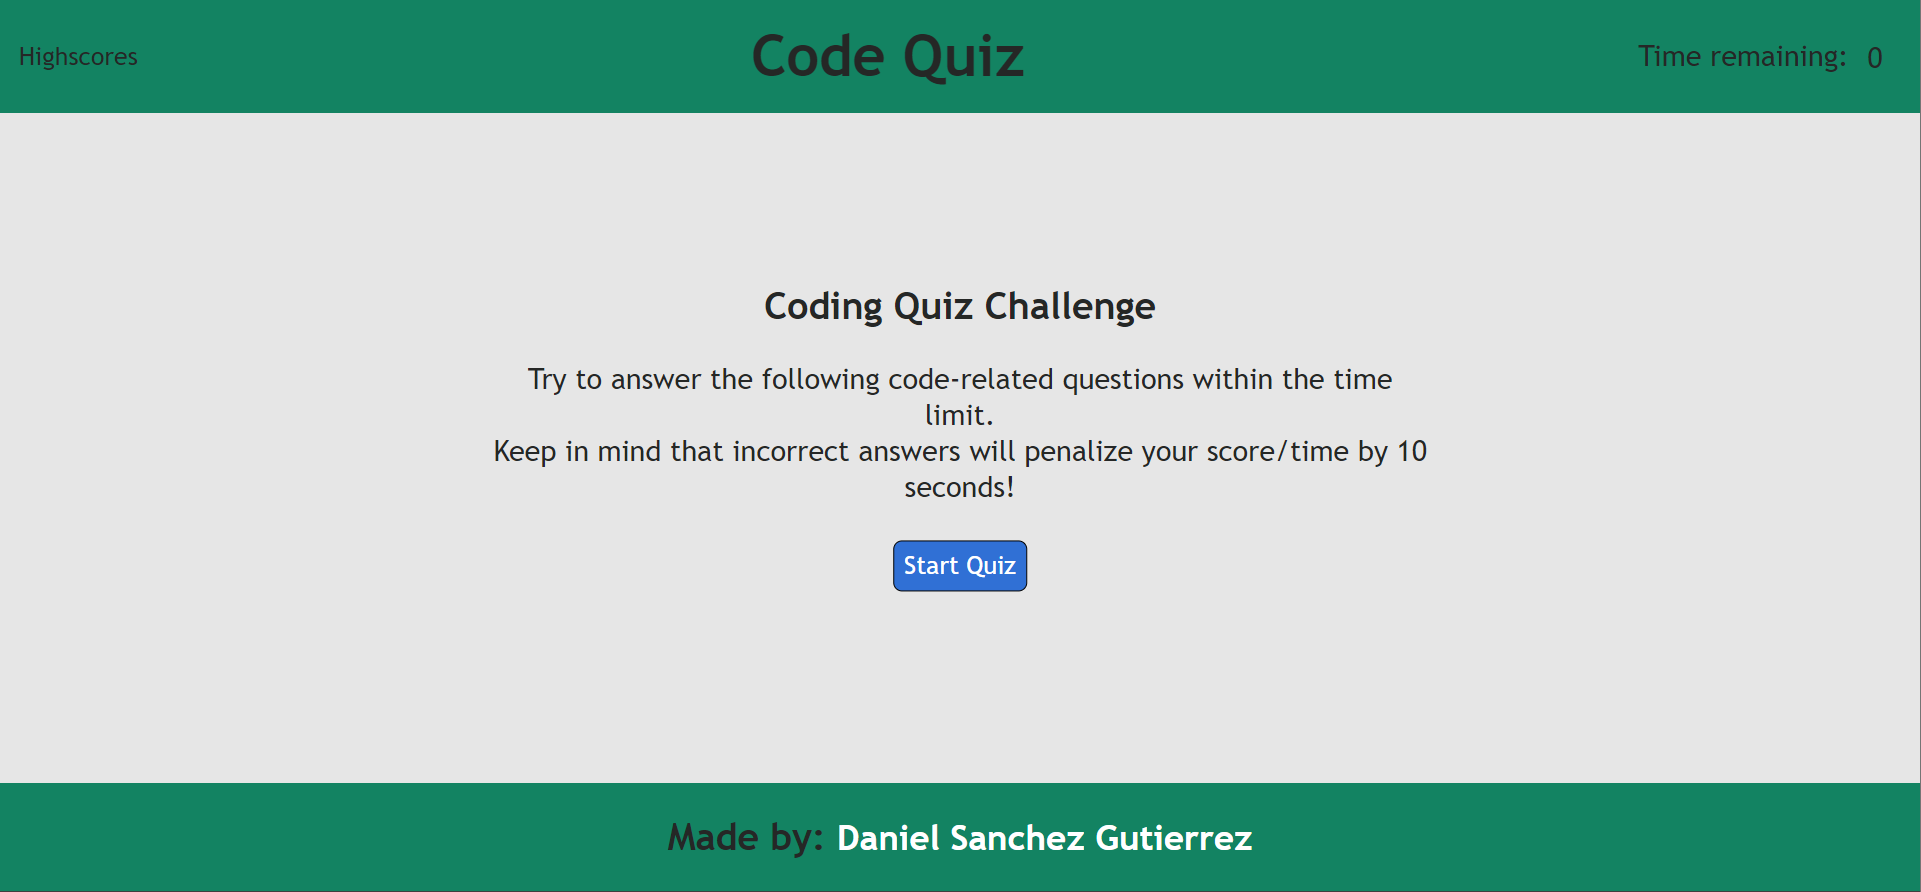 Highscores
Code Quiz
Time remaining: 0
Coding Quiz Challenge
Try to answer the following code-related questions within the time
limit.
Keep in mind that incorrect answers will penalize your score/time by 10
seconds!
Start Quiz
Made by: Daniel Sanchez Gutierrez